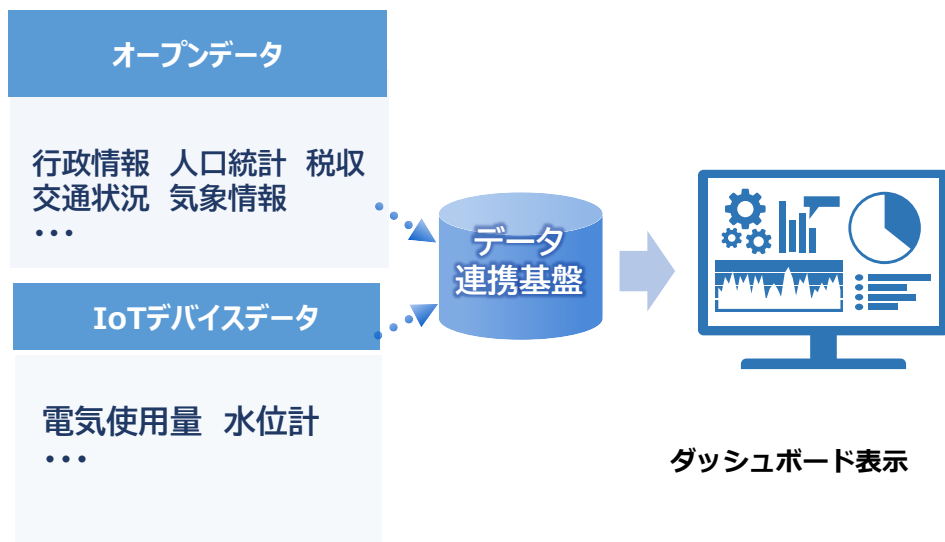 オープンデータ
行政情報 人口統計 税収
交通状況 気象情報
・・・
データ
連携基盤
IoTデバイスデータ
電気使用量 水位計
・・・
ダッシュボード表示